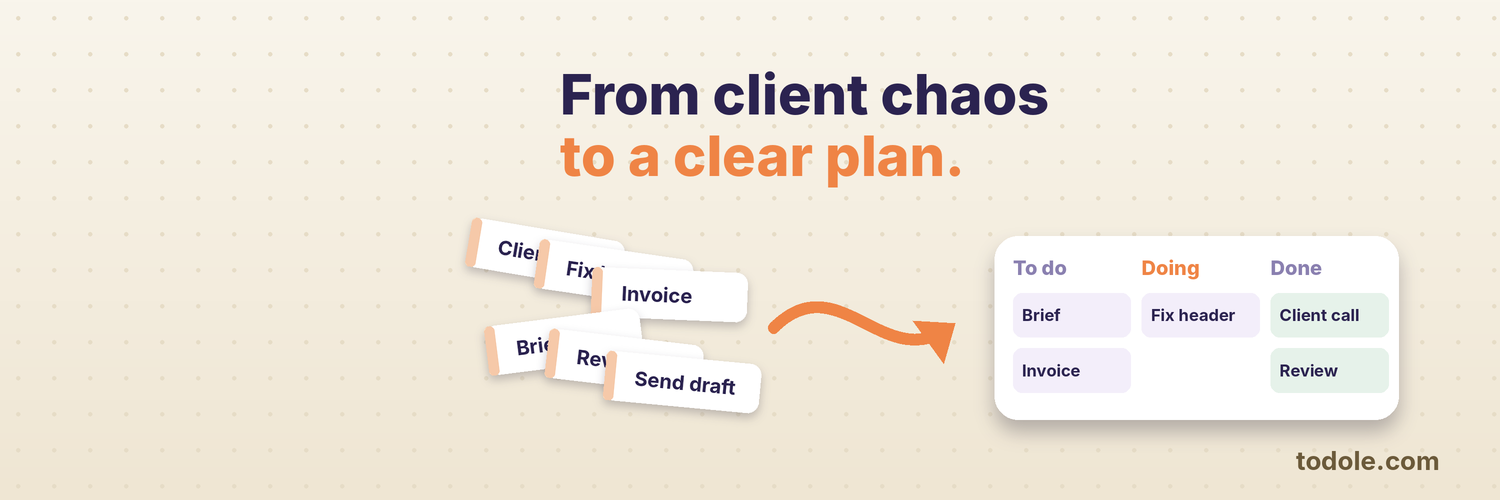 From client chaos
to a clear plan.
Invoice
Send draft
To do
Doing
Done
Brief
Fix header
Client call
Invoice
Review
todole.com